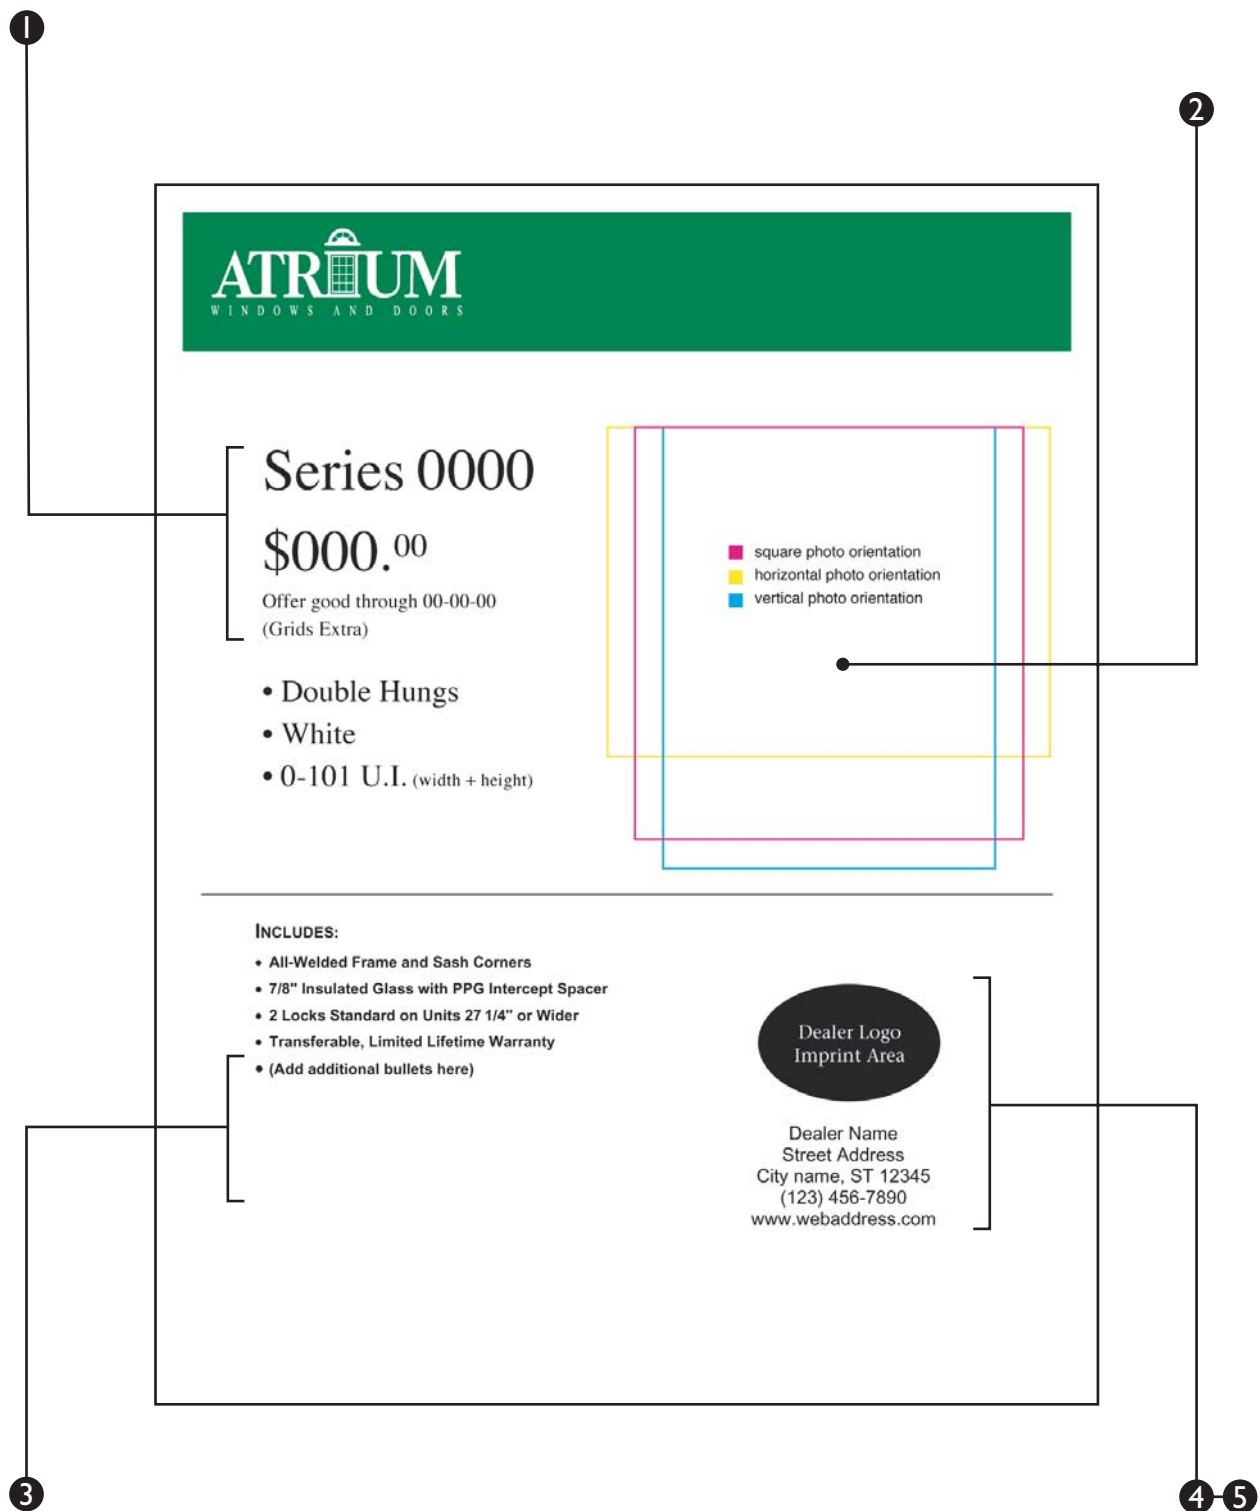 1
2
ATRIUM
WINDOWS AND DOORS
Series 0000
$000.00
Offer good through 00-00-00
(Grids Extra)
• Double Hungs
• White
• 0-101 U.I. (width + height)
square photo orientation
horizontal photo orientation
vertical photo orientation
INCLUDES:
• All-Welded Frame and Sash Corners
• 7/8" Insulated Glass with PPG Intercept Spacer
• 2 Locks Standard on Units 27 1/4" or Wider
• Transferable, Limited Lifetime Warranty
• (Add additional bullets here)
Dealer Logo
Imprint Area
Dealer Name
Street Address
City name, ST 12345
(123) 456-7890
www.webaddress.com
3
4-5